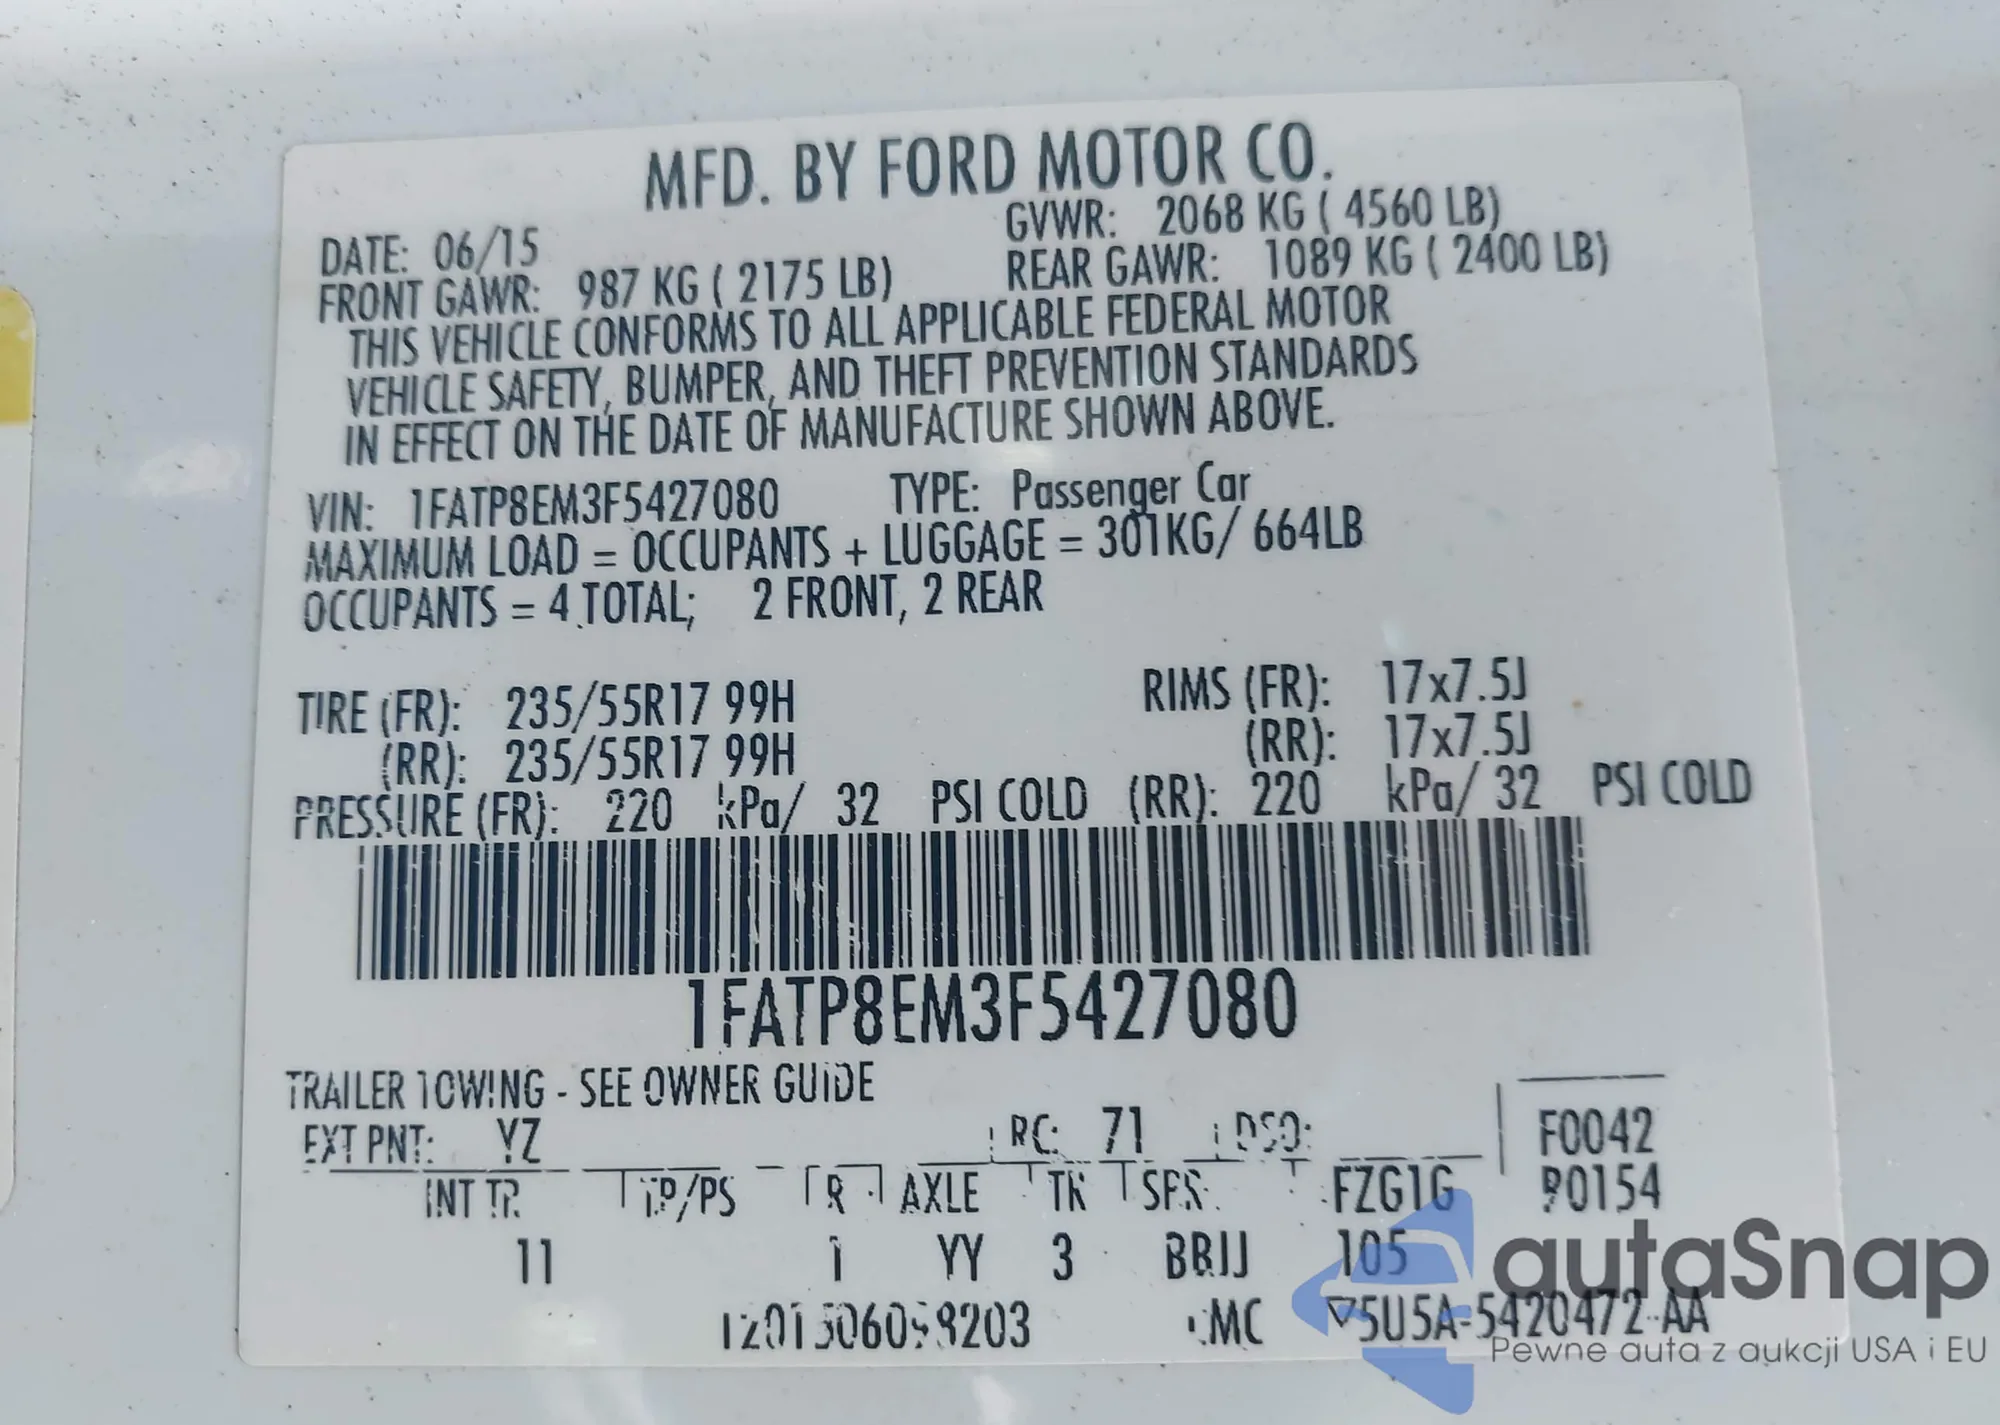 MFD. BY FORD MOTOR CO.
DATE: 06/15 GVWR: 2068 KG ( 4560 LB)
FRONT GAWR: 987 KG ( 2175 LB) REAR GAWR: 1089 KG ( 2400 LB)
THIS VEHICLE CONFORMS TO ALL APPLICABLE FEDERAL MOTOR
VEHICLE SAFETY, BUMPER, AND THEFT PREVENTION STANDARDS
IN EFFECT ON THE DATE OF MANUFACTURE SHOWN ABOVE.
VIN: 1FATP8EM3F5427080 TYPE: Passenger Car
MAXIMUM LOAD = OCCUPANTS + LUGGAGE = 301KG/ 664LB
OCCUPANTS = 4 TOTAL; 2 FRONT, 2 REAR
TIRE (FR): 235/55R17 99H RIMS (FR): 17x7.5J
(RR): 235/55R17 99H (RR): 17x7.5J
PRESSURE (FR): 220 kPa/ 32 PSI COLD (RR): 220 kPa/ 32 PSI COLD
1FATP8EM3F5427080
TRAILER TOWING - SEE OWNER GUIDE
EXT PNT: YZ RC: 71 DSO: F0042
INT TR TP/PS R AXLE TR SPR FZG1G P0154
11 1 YY 3 105
5U5A-5420472-AA
autaSnap
Pewne auta z aukcji USA i EU